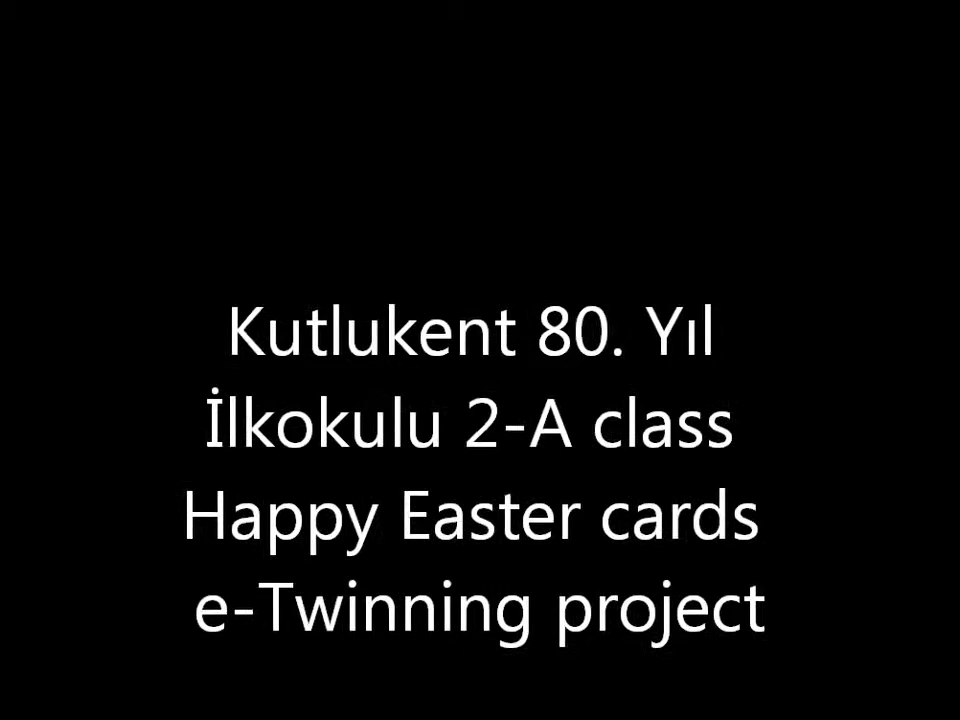 Kutlukent 80. Yıl
İlkokulu 2-A class
Happy Easter cards
e-Twinning project